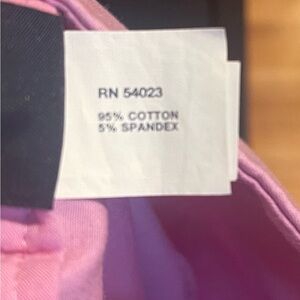 RN 54023
95% COTTON
5% SPANDEX